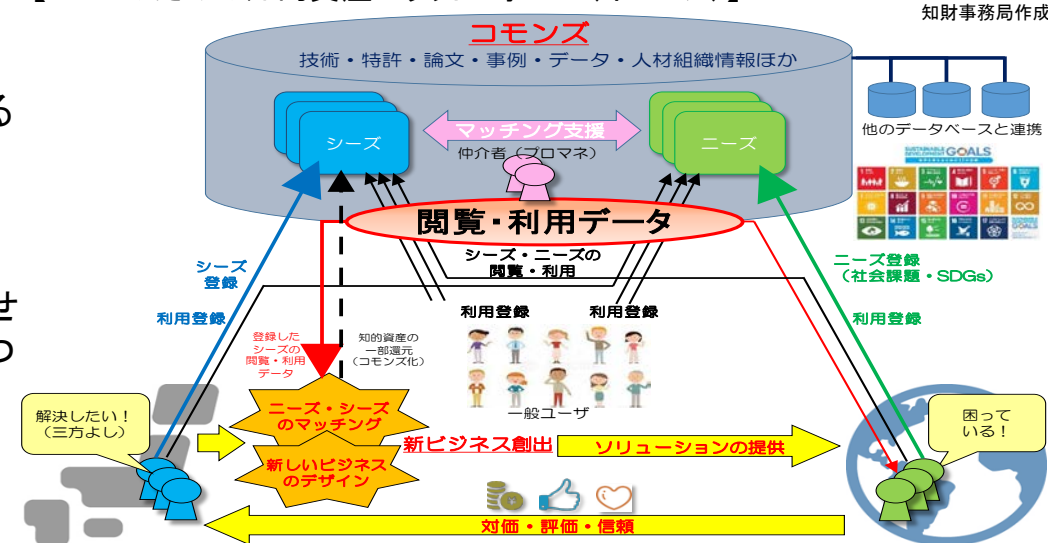 知財事務局作成
コモンズ
技術・特許・論文・事例・データ・人材組織情報ほか
る
シーズ
マッチング支援
仲介者（プロマネ）
ニーズ
他のデータベースと連携
SUSTAINABLE DEVELOPMENT GOALS
閲覧・利用データ
シーズ・ニーズの
閲覧・利用
シーズ
登録
ニーズ登録
（社会課題・SDGs）
せ
つ
利用登録
利用登録
利用登録
利用登録
登録した
シーズの
閲覧・利用
データ
知的資産の
一部還元
（コモンズ化）
一般ユーザ
解決したい！
（三方よし）
ニーズ・シーズ
のマッチング
新ビジネス創出
ソリューションの提供
困って
いる！
新しいビジネス
のデザイン
対価・評価・信頼